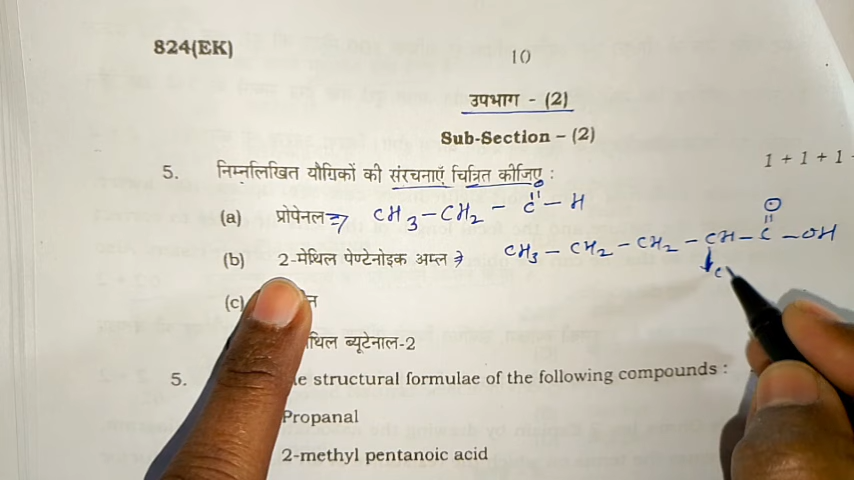 824(EK)
10
उपभाग - (2)
Sub-Section – (2)
1 + 1 + 1
5. निम्नलिखित यौगिकों की संरचनाएँ चित्रित कीजिए :
(a) प्रोपेनल ⇒ CH3 – CH2 – C – H
O
(b) 2-मेथिल पेण्टेनोइक अम्ल ⇒ CH3 – CH2 – CH2 – CH – C – OH
O
(c)
मेथिल ब्यूटेनाल-2
5. structural formulae of the following compounds :
Propanal
2-methyl pentanoic acid